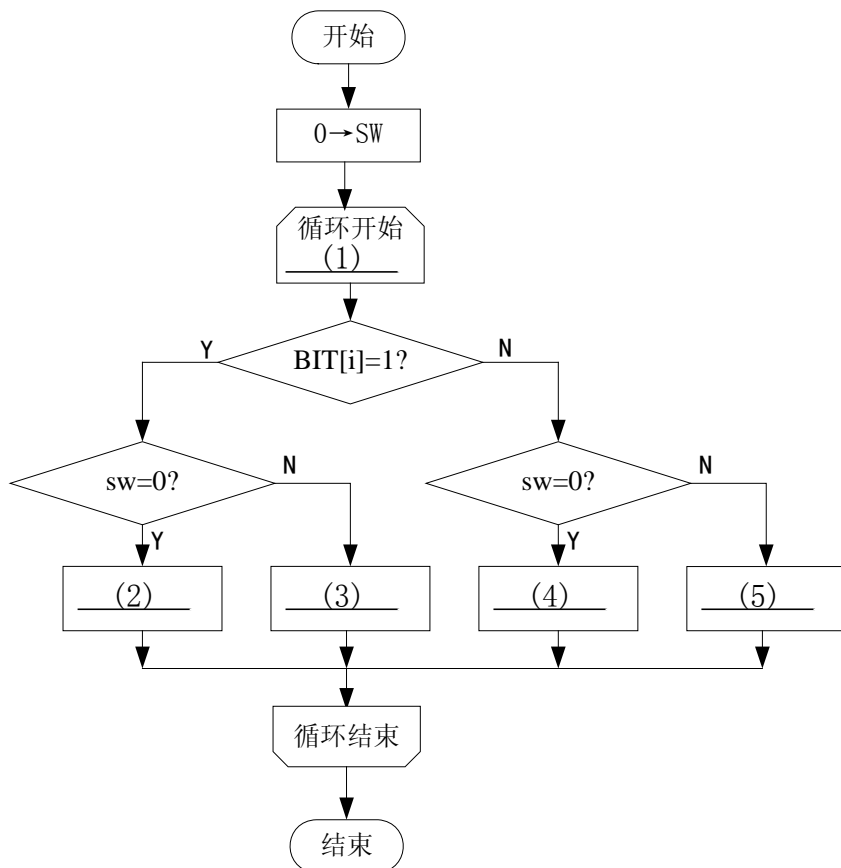 开始
0→SW
循环开始
(1)
BIT[i]=1?
Y
N
sw=0?
N
Y
sw=0?
N
Y
(2)
(3)
(4)
(5)
循环结束
结束